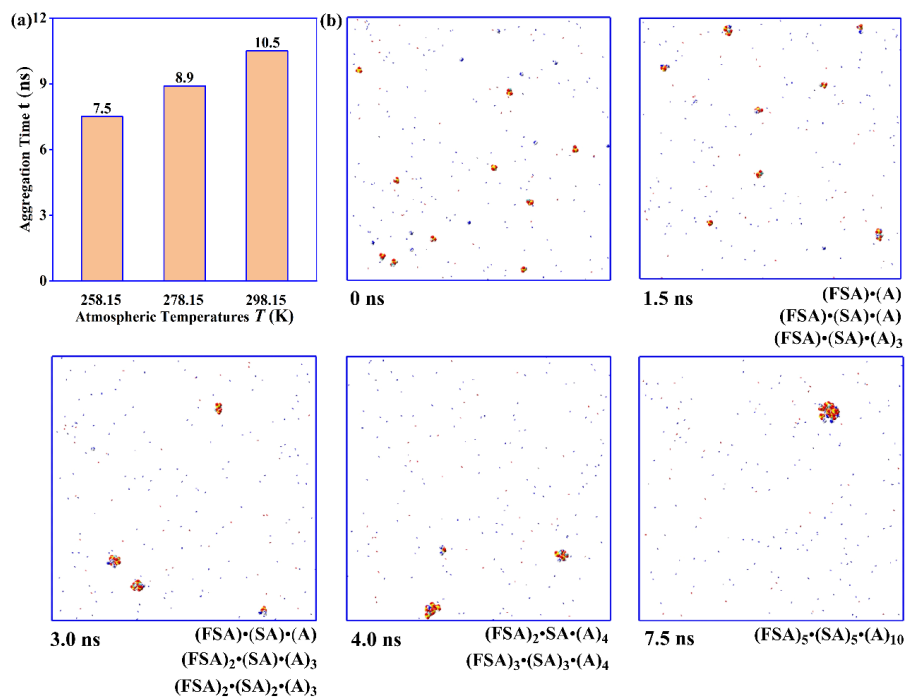 (a)
12
9
6
3
0
Aggregation Time t (ns)
7.5
8.9
10.5
258.15 278.15 298.15
Atmospheric Temperatures T (K)
(b)
0 ns
1.5 ns
(FSA)•(A)
(FSA)•(SA)•(A)
(FSA)•(SA)•(A)₃
3.0 ns
(FSA)•(SA)•(A)
(FSA)₂•(SA)•(A)₃
(FSA)₂•(SA)₂•(A)₃
4.0 ns
(FSA)₂•SA•(A)₄
(FSA)₃•(SA)₃•(A)₄
7.5 ns
(FSA)₅•(SA)₅•(A)₁₀